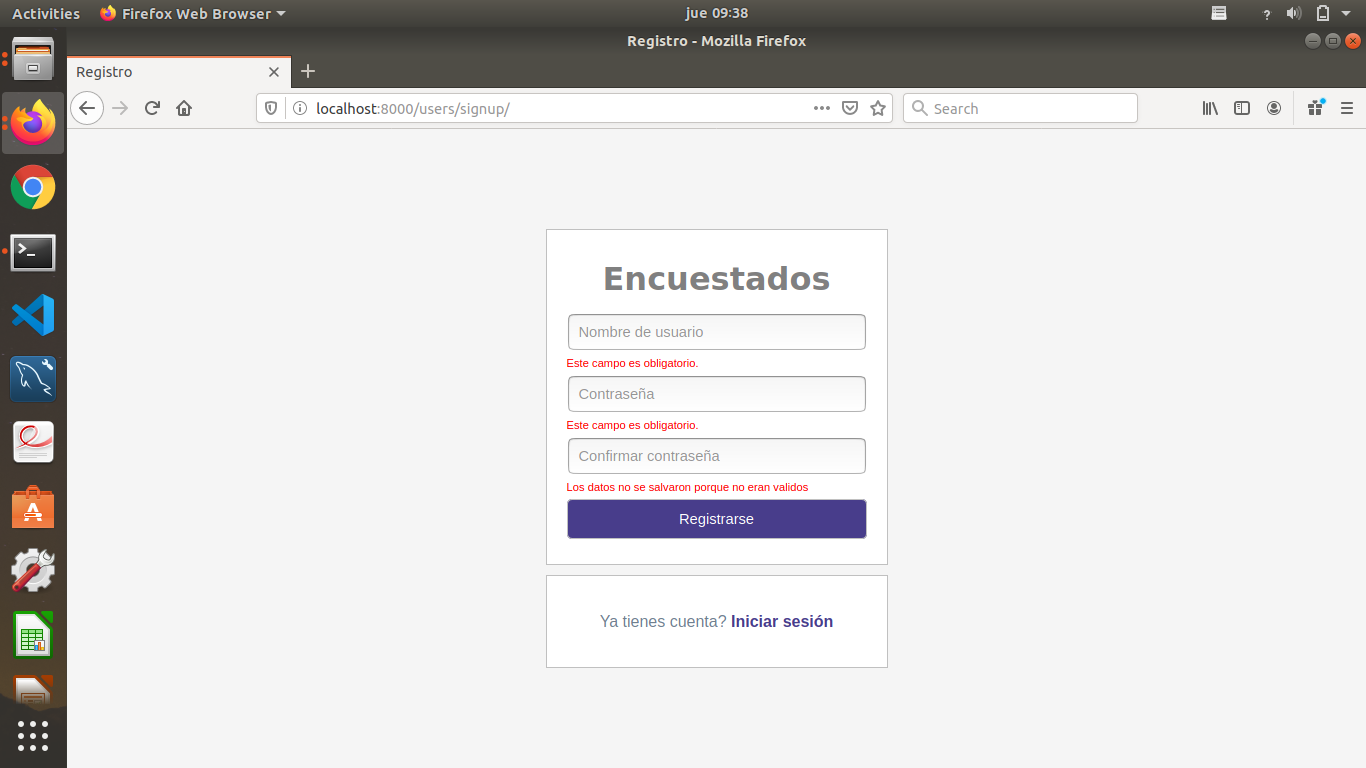 Activities
Firefox Web Browser
jue 09:38
Registro - Mozilla Firefox
Registro
localhost:8000/users/signup/
Search
Encuestados
Nombre de usuario
Este campo es obligatorio.
Contraseña
Este campo es obligatorio.
Confirmar contraseña
Los datos no se salvaron porque no eran validos
Registrarse
Ya tienes cuenta? Iniciar sesión